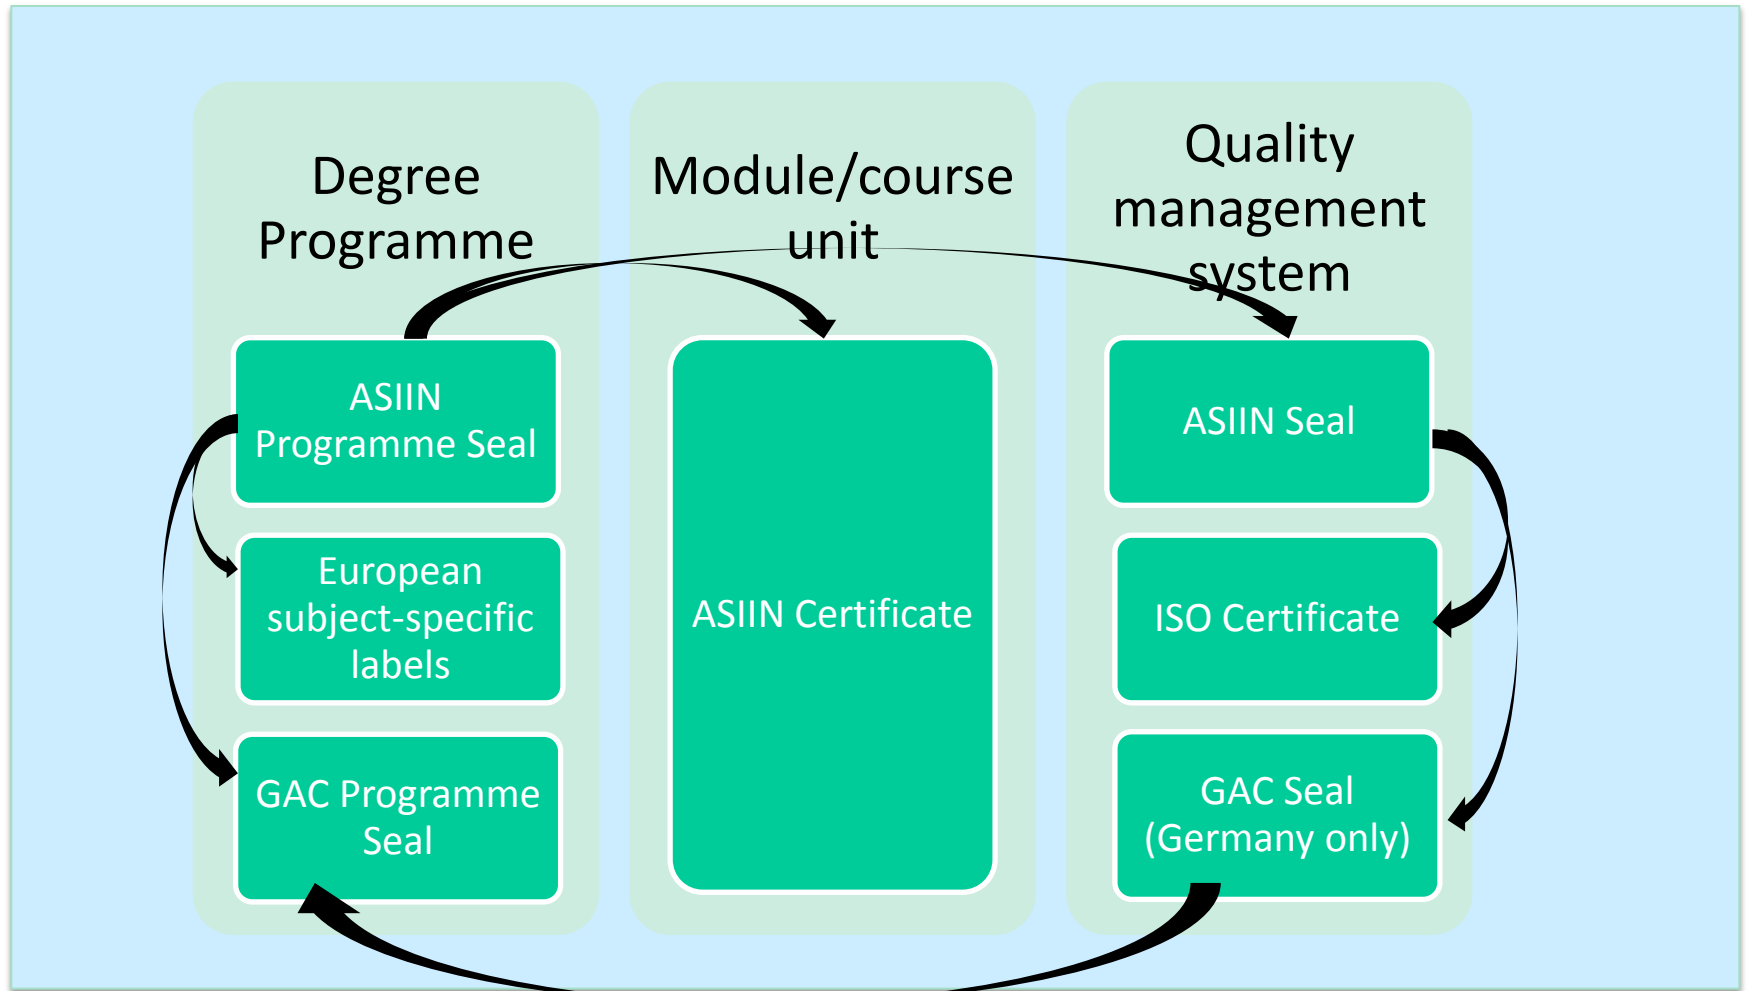 Degree
Programme
ASIIN
Programme Seal
European
subject-specific
labels
GAC Programme
Seal
Module/course
unit
ASIIN Certificate
Quality
management
system
ASIIN Seal
ISO Certificate
GAC Seal
(Germany only)